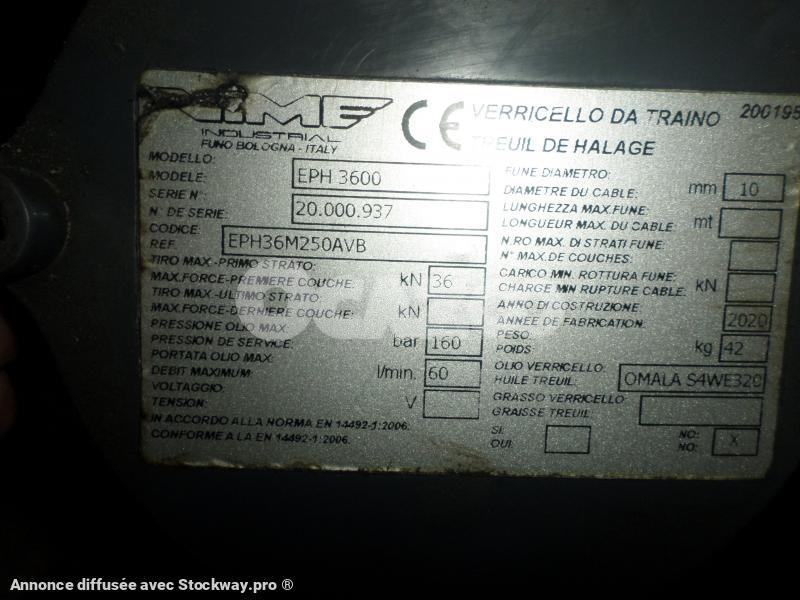 INDUSTRIAL
FUNO BOLOGNA - ITALY
CE VERRICELLO DA TRAINO 200195
TREUIL DE HALAGE
MODELLO:
MODELE: EPH 3600
SERIE N°:
N° DE SERIE: 20.000.937
CODICE:
REF. EPH36M250AVB
TIRO MAX.-PRIMO STRATO:
MAX.FORCE-PREMIERE COUCHE: kN 36
TIRO MAX.-ULTIMO STRATO:
MAX.FORCE-DERNIERE COUCHE: kN
PRESSIONE OLIO MAX:
PRESSION DE SERVICE: bar 160
PORTATA OLIO MAX:
DEBIT MAXIMUM: l/min. 60
VOLTAGGIO:
TENSION: V
IN ACCORDO ALLA NORMA EN 14492-1:2006.
CONFORME A LA EN 14492-1:2006.
FUNE DIAMETRO:
DIAMETRE DU CABLE: mm 10
LUNGHEZZA MAX.FUNE:
LONGUEUR MAX. DU CABLE mt
N.RO MAX. DI STRATI FUNE:
N° MAX.DE COUCHES:
CARICO MIN. ROTTURA FUNE:
CHARGE MIN RUPTURE CABLE: kN
ANNO DI COSTRUZIONE:
ANNEE DE FABRICATION: 2020
PESO:
POIDS: kg 42
OLIO VERRICELLO:
HUILE TREUIL: OMALA S4WE320
GRASSO VERRICELLO:
GRAISSE TREUIL:
SI: NO:
OUI: NO: X
Annonce diffusée avec Stockway.pro ®